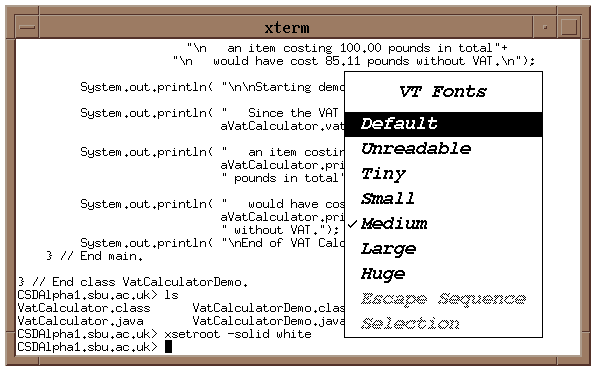 xterm
"\n   an item costing 100.00 pounds in total"+
"\n   would have cost 85.11 pounds without VAT.\n");
System.out.println( "\n\nStarting demo
System.out.println( "   Since the VAT
aVatCalculator.vat
System.out.println( "   an item costin
aVatCalculator.pri
" pounds in total"
System.out.println( "   would have cos
aVatCalculator.pri
" without VAT.");
System.out.println( "\nEnd of VAT Calc
} // End main.
} // End class VatCalculatorDemo.
CSDAlpha1.sbu.ac.uk> ls
VatCalculator.class      VatCalculatorDemo.cls
VatCalculator.java       VatCalculatorDemo.java
CSDAlpha1.sbu.ac.uk> xsetroot -solid white
CSDAlpha1.sbu.ac.uk>
VT Fonts
Default
Unreadable
Tiny
Small
✓ Medium
Large
Huge
Escape Sequence
Selection